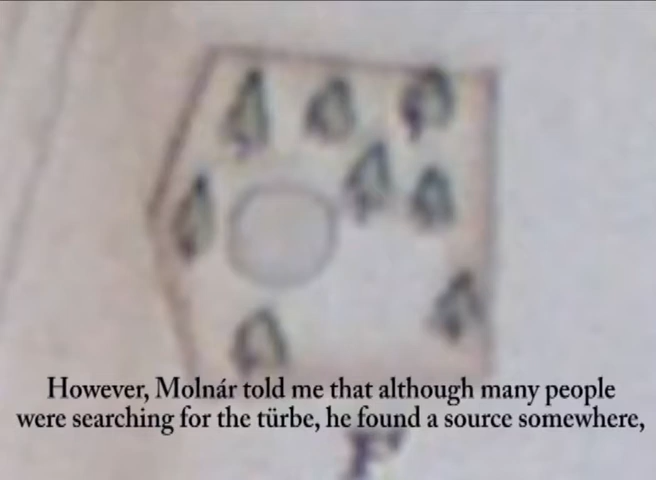 However, Molnár told me that although many people
were searching for the türbe, he found a source somewhere,
F